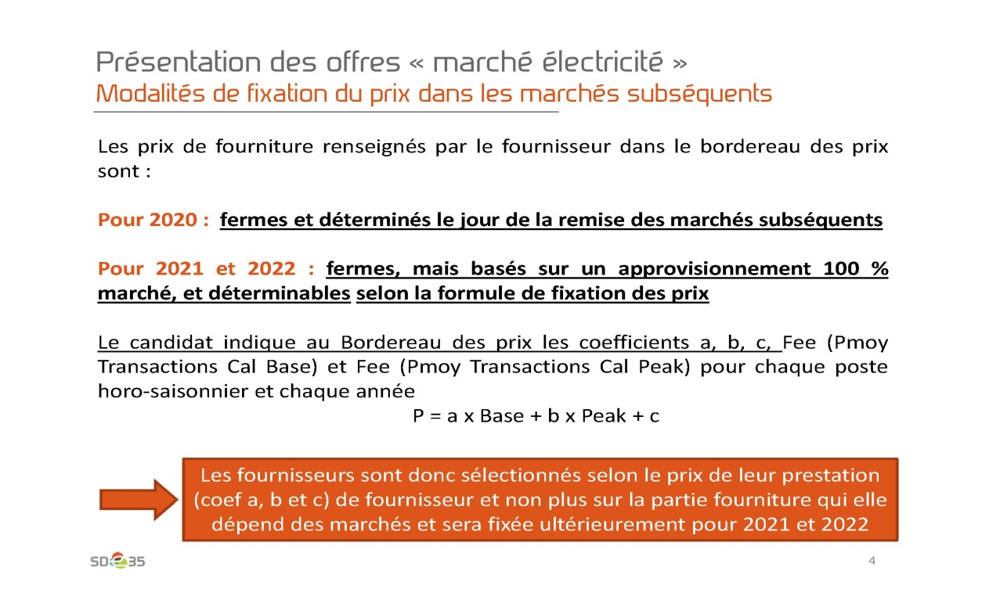 Présentation des offres « marché électricité »
Modalités de fixation du prix dans les marchés subséquents
Les prix de fourniture renseignés par le fournisseur dans le bordereau des prix
sont :
Pour 2020 : fermes et déterminés le jour de la remise des marchés subséquents
Pour 2021 et 2022 : fermes, mais basés sur un approvisionnement 100 %
marché, et déterminables selon la formule de fixation des prix
Le candidat indique au Bordereau des prix les coefficients a, b, c, Fee (Pmoy
Transactions Cal Base) et Fee (Pmoy Transactions Cal Peak) pour chaque poste
horo-saisonnier et chaque année
P = a x Base + b x Peak + c
Les fournisseurs sont donc sélectionnés selon le prix de leur prestation
(coef a, b et c) de fournisseur et non plus sur la partie fourniture qui elle
dépend des marchés et sera fixée ultérieurement pour 2021 et 2022
SDe35
4